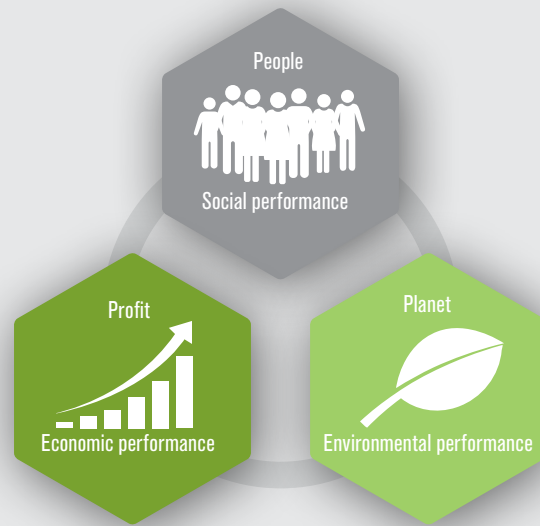 People
Social performance
Profit
Economic performance
Planet
Environmental performance